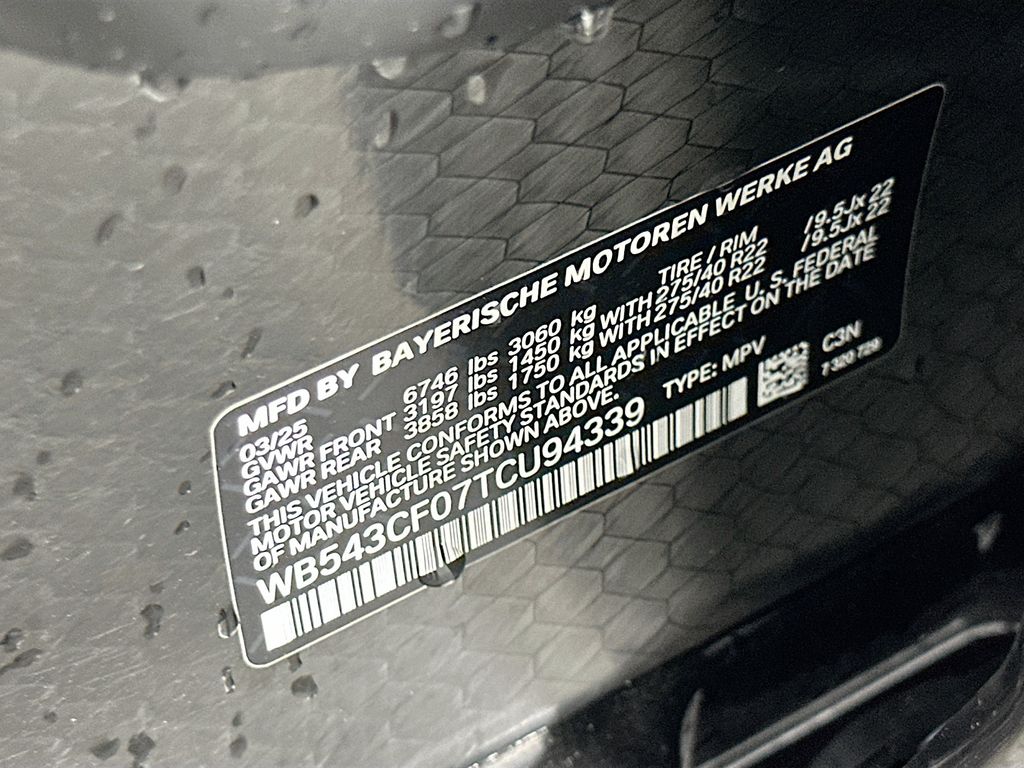 MFD BY BAYERISCHE MOTOREN WERKE AG
03/25 TIRE / RIM
GVWR 6746 lbs 3060 kg
GAWR FRONT 3197 lbs 1450 kg WITH 275/40 R22 /9.5Jx 22
GAWR REAR 3858 lbs 1750 kg WITH 275/40 R22 /9.5Jx 22
THIS VEHICLE CONFORMS TO ALL APPLICABLE U. S. FEDERAL
MOTOR VEHICLE SAFETY STANDARDS IN EFFECT ON THE DATE
OF MANUFACTURE SHOWN ABOVE.
TYPE: MPV C3N
WB543CF07TCU94339
7 920 729